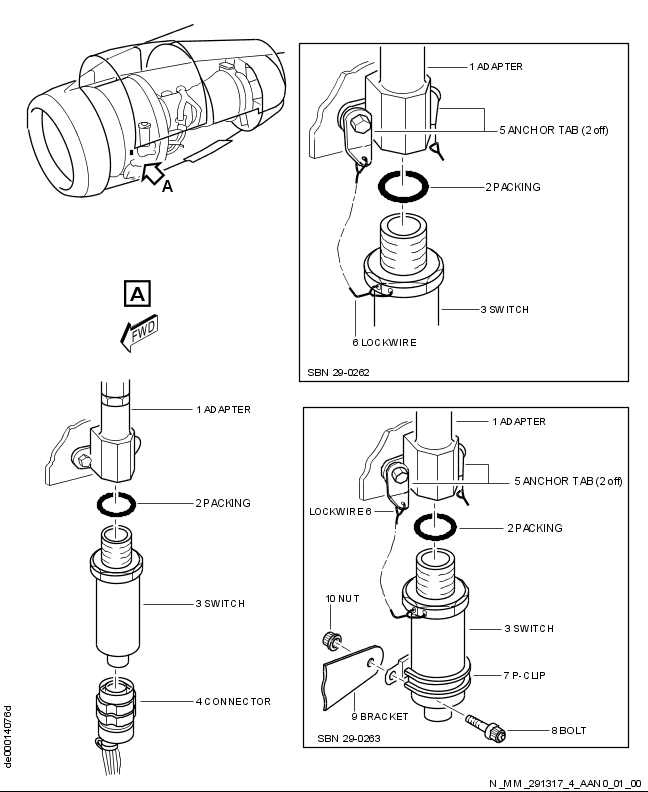 A
A
FWD
1 ADAPTER
2 PACKING
3 SWITCH
4 CONNECTOR
1 ADAPTER
5 ANCHOR TAB (2 off)
2 PACKING
3 SWITCH
6 LOCKWIRE
SBN 29-0262
1 ADAPTER
5 ANCHOR TAB (2 off)
LOCKWIRE 6
2 PACKING
10 NUT
3 SWITCH
7 P-CLIP
9 BRACKET
8 BOLT
SBN 29-0263
de00014076d
N_MM_291317_4_AAN0_01_00